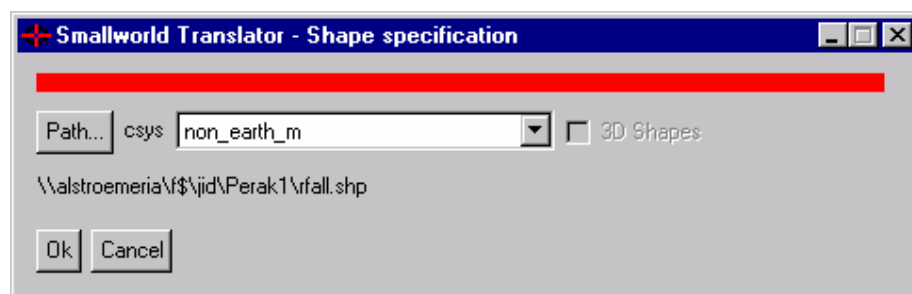 Smallworld Translator - Shape specification
Path... csys non_earth_m 3D Shapes
\\alstroemeria\f$\jid\Perak1\rfall.shp
Ok Cancel